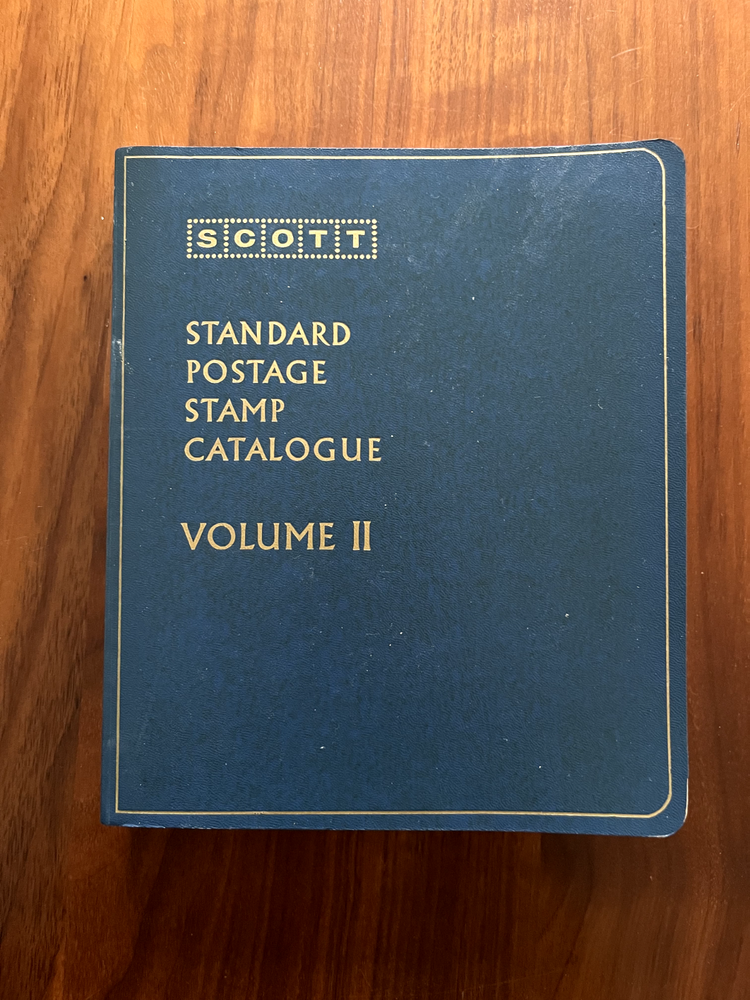 SCOTT
STANDARD
POSTAGE
STAMP
CATALOGUE
VOLUME II